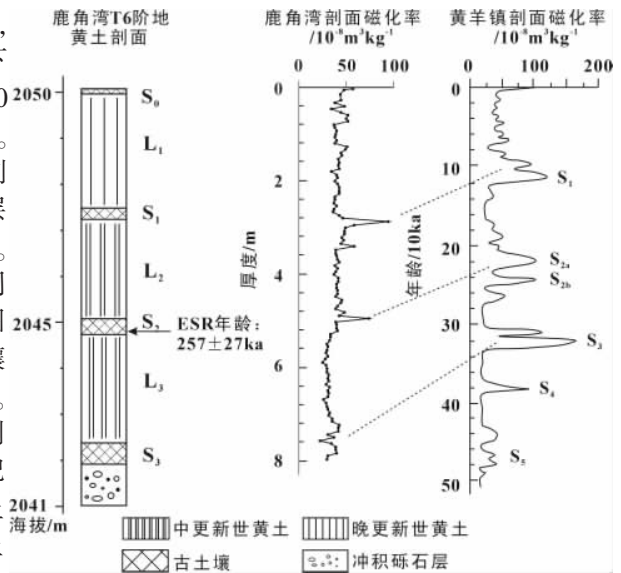 鹿角湾T6阶地
黄土剖面
鹿角湾剖面磁化率
/10⁻⁸m³kg⁻¹
黄羊镇剖面磁化率
/10⁻⁸m³kg⁻¹
0 50 100
0 100 200
2050
2045
2041
海拔/m
S₀
L₁
S₁
L₂
S₂
L₃
S₃
ESR年龄：
257±27ka
厚度/m
0
2
4
6
8
年龄/10ka
0
10
20
30
40
50
S₁
S₂ₐ
S₂b
S₃
S₄
S₅
中更新世黄土 晚更新世黄土
古土壤 冲积砾石层